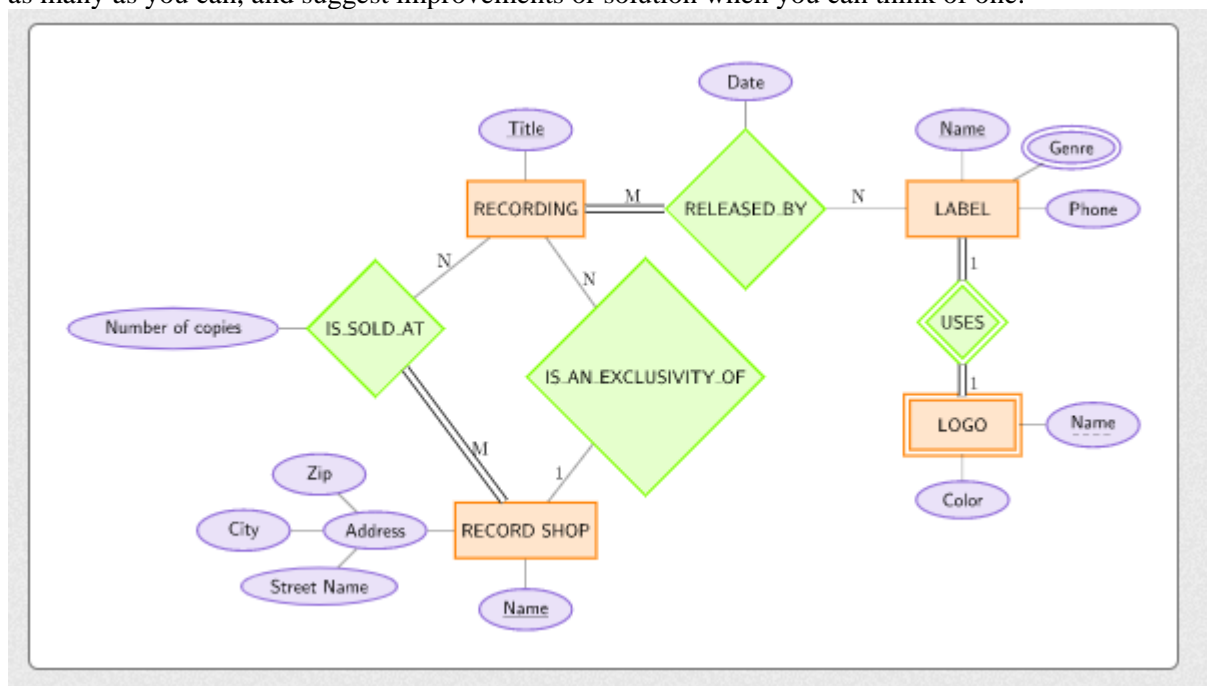 as many as you can, and suggest improvements or solution when you can think of one.
Date
Title
Name
Genre
RECORDING
M
RELEASED_BY
N
LABEL
Phone
N
N
1
Number of copies
IS_SOLD_AT
USES
IS_AN_EXCLUSIVITY_OF
1
M
LOGO
Name
Zip
1
Color
City
Address
RECORD SHOP
Street Name
Name